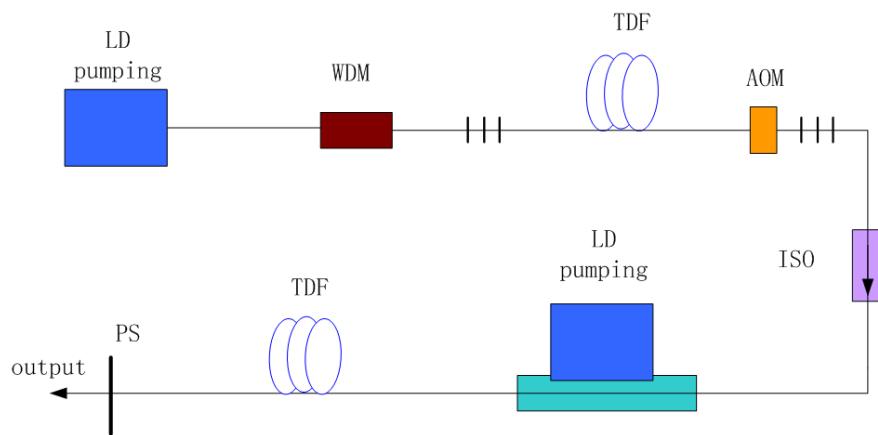 LD
pumping
WDM
TDF
AOM
ISO
LD
pumping
TDF
PS
output